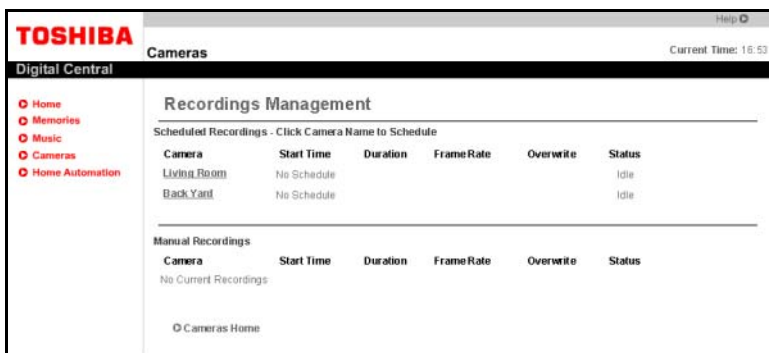 Help
TOSHIBA
Cameras
Current Time: 16:53
Digital Central
Home
Memories
Music
Cameras
Home Automation
Recordings Management
Scheduled Recordings - Click Camera Name to Schedule
Camera Start Time Duration Frame Rate Overwrite Status
Living Room No Schedule Idle
Back Yard No Schedule Idle
Manual Recordings
Camera Start Time Duration Frame Rate Overwrite Status
No Current Recordings
Cameras Home